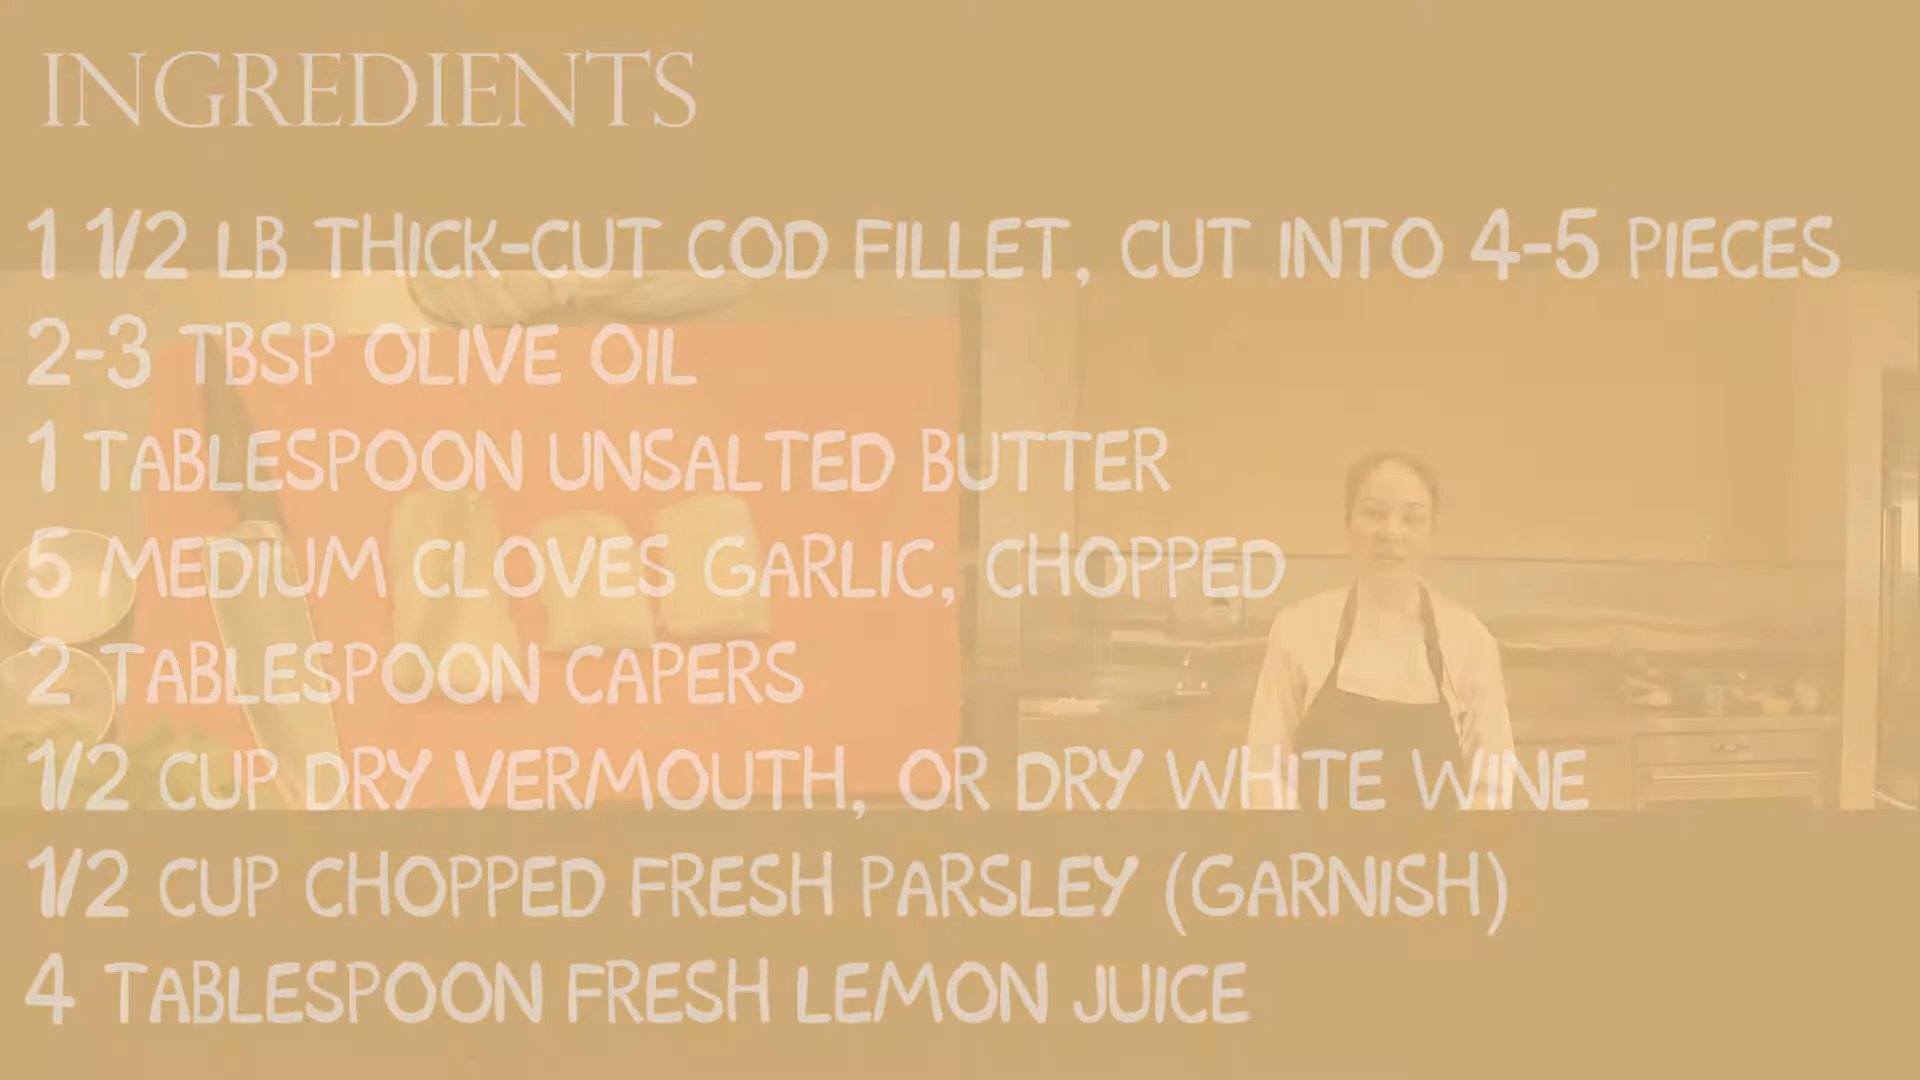 INGREDIENTS
1 1/2 LB THICK-CUT COD FILLET, CUT INTO 4-5 PIECES
2-3 TBSP OLIVE OIL
1 TABLESPOON UNSALTED BUTTER
5 MEDIUM CLOVES GARLIC, CHOPPED
2 TABLESPOON CAPERS
1/2 CUP DRY VERMOUTH, OR DRY WHITE WINE
1/2 CUP CHOPPED FRESH PARSLEY (GARNISH)
4 TABLESPOON FRESH LEMON JUICE